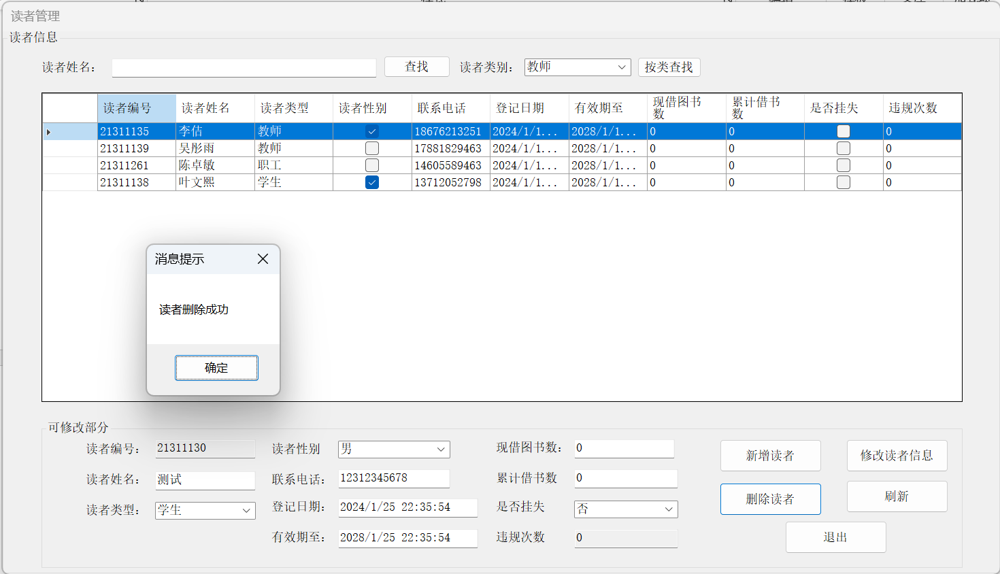 读者管理
读者信息
读者姓名： 查找 读者类别： 教师 按类查找
读者编号 读者姓名 读者类型 读者性别 联系电话 登记日期 有效期至 现借图书数 累计借书数 是否挂失 违规次数
21311135 李估 教师 18676213251 2024/1/1... 2028/1/1... 0 0 0
21311139 吴彤雨 教师 17881829463 2024/1/1... 2028/1/1... 0 0 0
21311261 陈卓敏 职工 14605589463 2024/1/1... 2028/1/1... 0 0 0
21311138 叶文熙 学生 13712052798 2024/1/1... 2028/1/1... 0 0 0
消息提示
读者删除成功
确定
可修改部分
读者编号： 21311130 读者性别 男 现借图书数： 0 新增读者 修改读者信息
读者姓名： 测试 联系电话： 12312345678 累计借书数 0
读者类型： 学生 登记日期： 2024/1/25 22:35:54 是否挂失 否 删除读者 刷新
有效期至： 2028/1/25 22:35:54 违规次数 0 退出